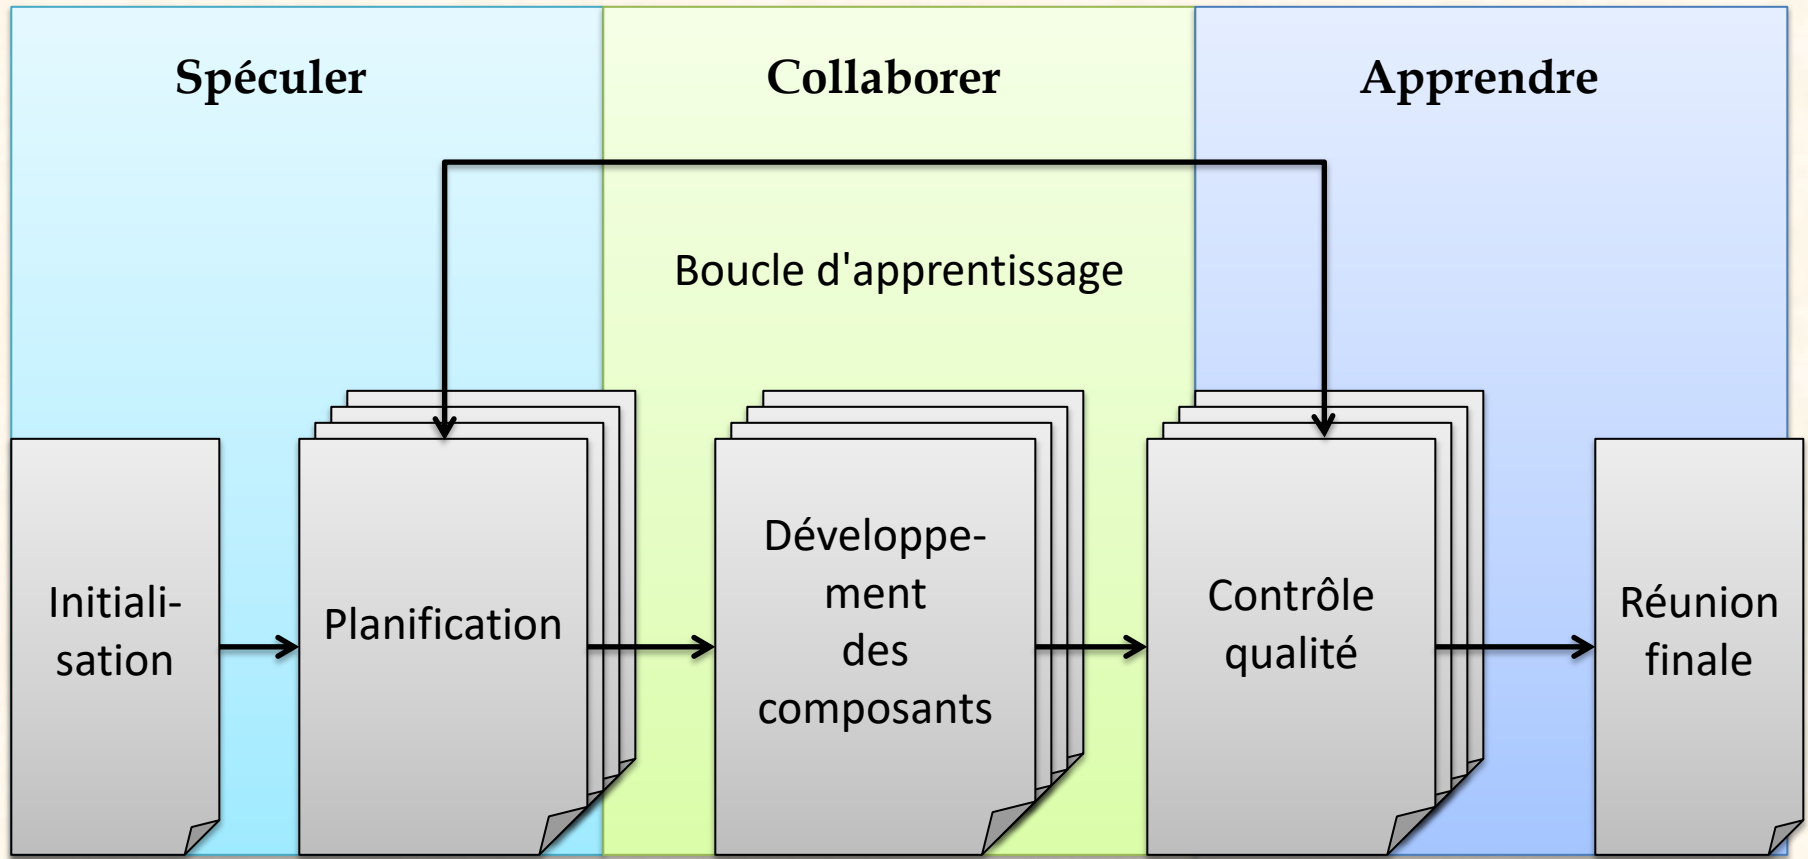 Spéculer
Collaborer
Apprendre
Boucle d'apprentissage
Initiali-
sation
Planification
Développe-
ment
des
composants
Contrôle
qualité
Réunion
finale